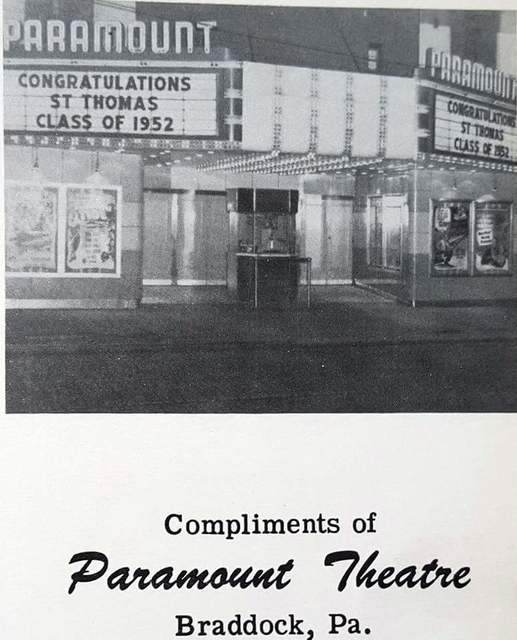 PARAMOUNT
CONGRATULATIONS
ST THOMAS
CLASS OF 1952
PARAMOUNT
CONGRATULATIONS
ST THOMAS
CLASS OF 1952
Compliments of
Paramount Theatre
Braddock, Pa.